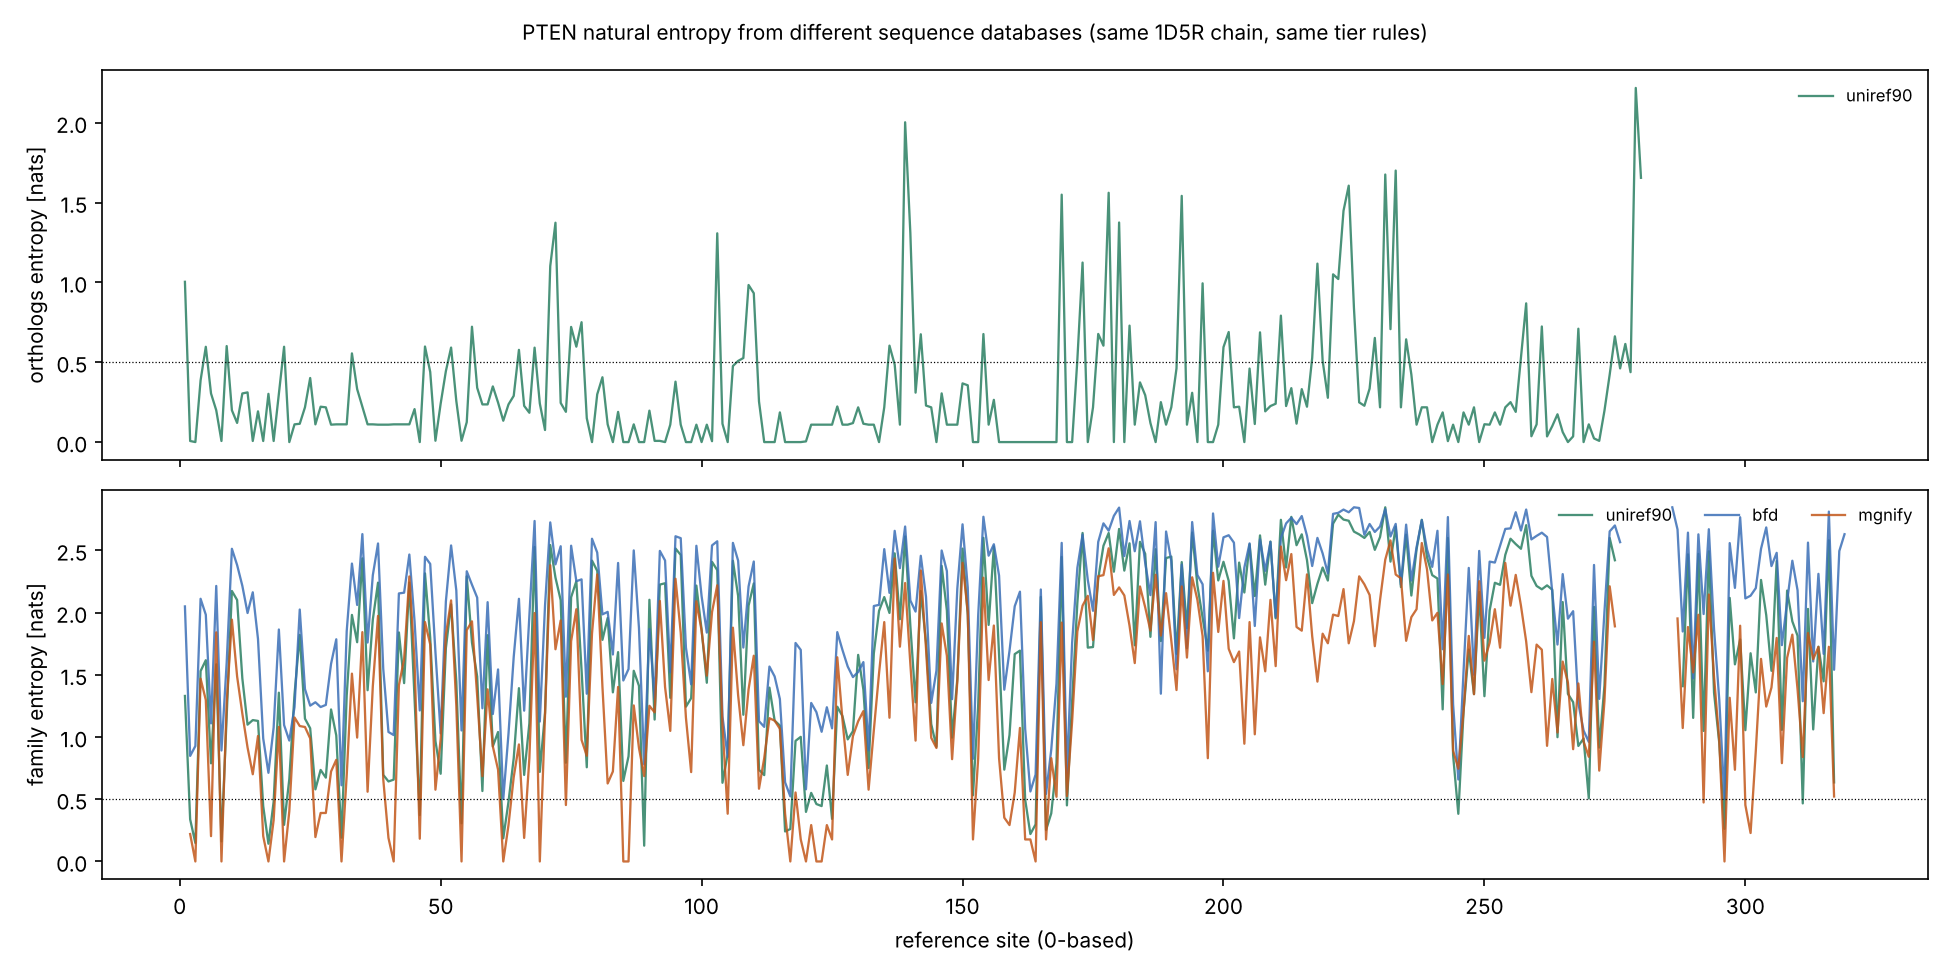 PTEN natural entropy from different sequence databases (same 1D5R chain, same tier rules)
orthologs entropy [nats]
2.0
1.5
1.0
0.5
0.0
uniref90
family entropy [nats]
2.5
2.0
1.5
1.0
0.5
0.0
uniref90 bfd mgnify
0 50 100 150 200 250 300
reference site (0-based)